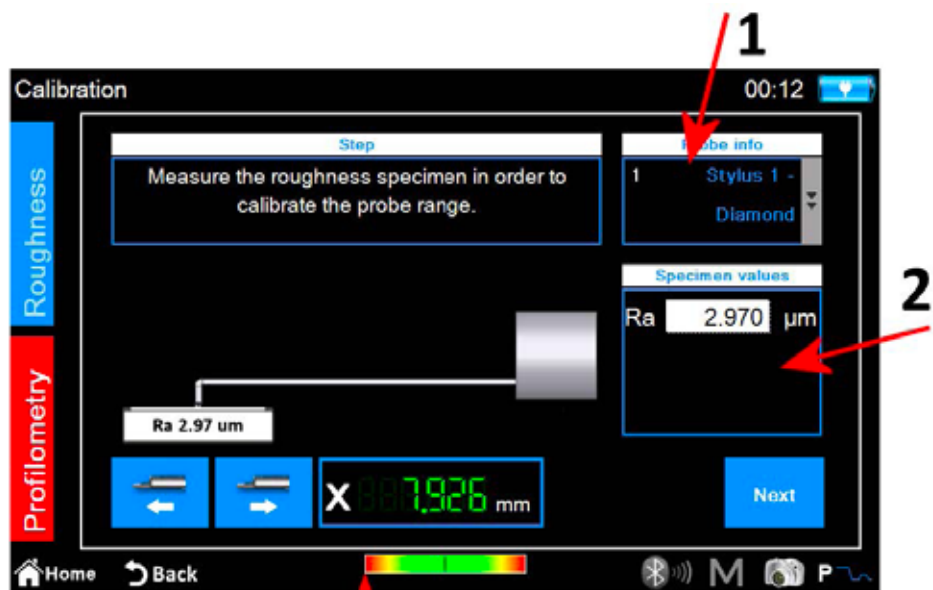 1
Calibration
00:12
Roughness
Profilometry
Step
Measure the roughness specimen in order to
calibrate the probe range.
Probe info
1 Stylus 1 -
Diamond
Specimen values
Ra 2.970 µm
2
Ra 2.97 um
X 7.926 mm
Next
Home
Back
M
P